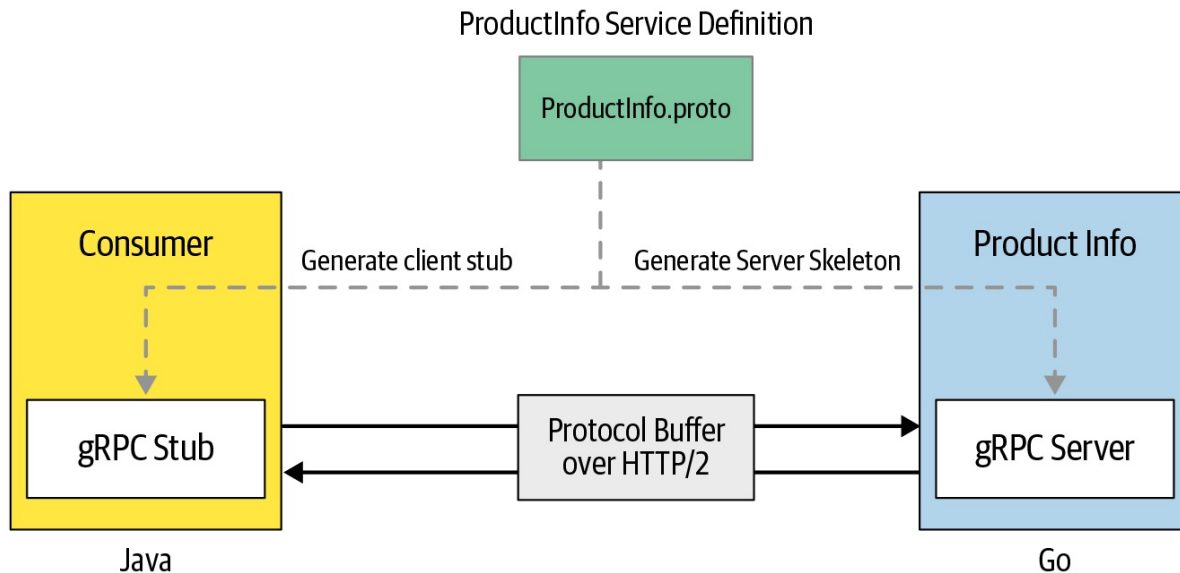 ProductInfo Service Definition
ProductInfo.proto
Consumer
Generate client stub
Generate Server Skeleton
Product Info
gRPC Stub
Protocol Buffer
over HTTP/2
gRPC Server
Java
Go